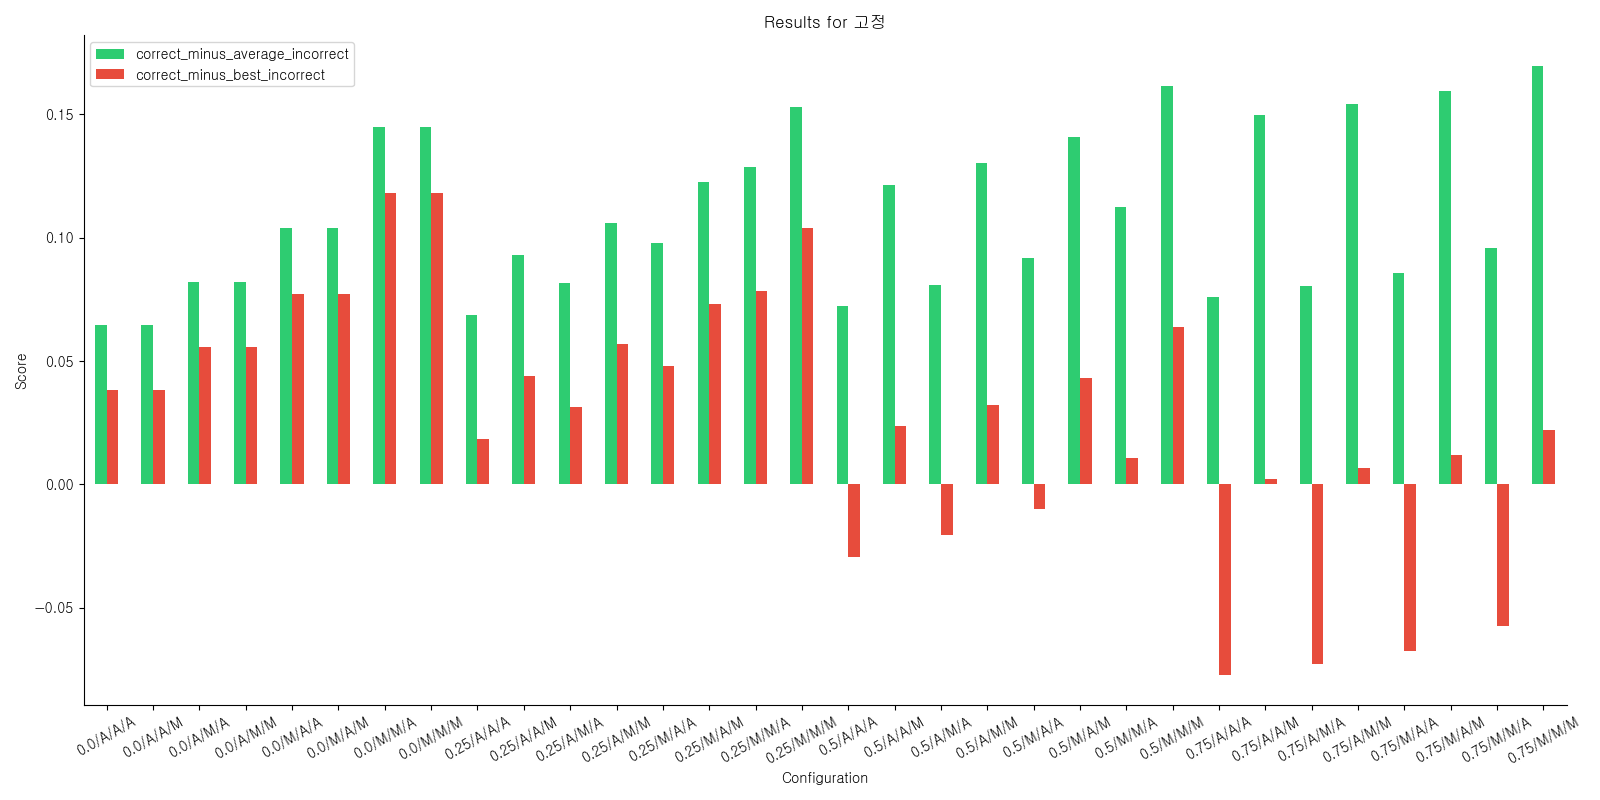 Results for 고정
correct_minus_average_incorrect
correct_minus_best_incorrect
Score
0.15
0.10
0.05
0.00
−0.05
0.0/A/A/A
0.0/A/A/M
0.0/A/M/A
0.0/A/M/M
0.0/M/A/A
0.0/M/A/M
0.0/M/M/A
0.0/M/M/M
0.25/A/A/A
0.25/A/A/M
0.25/A/M/A
0.25/A/M/M
0.25/M/A/A
0.25/M/A/M
0.25/M/M/A
0.25/M/M/M
0.5/A/A/A
0.5/A/A/M
0.5/A/M/A
0.5/A/M/M
0.5/M/A/A
0.5/M/A/M
0.5/M/M/A
0.5/M/M/M
0.75/A/A/A
0.75/A/A/M
0.75/A/M/A
0.75/A/M/M
0.75/M/A/A
0.75/M/A/M
0.75/M/M/A
0.75/M/M/M
Configuration